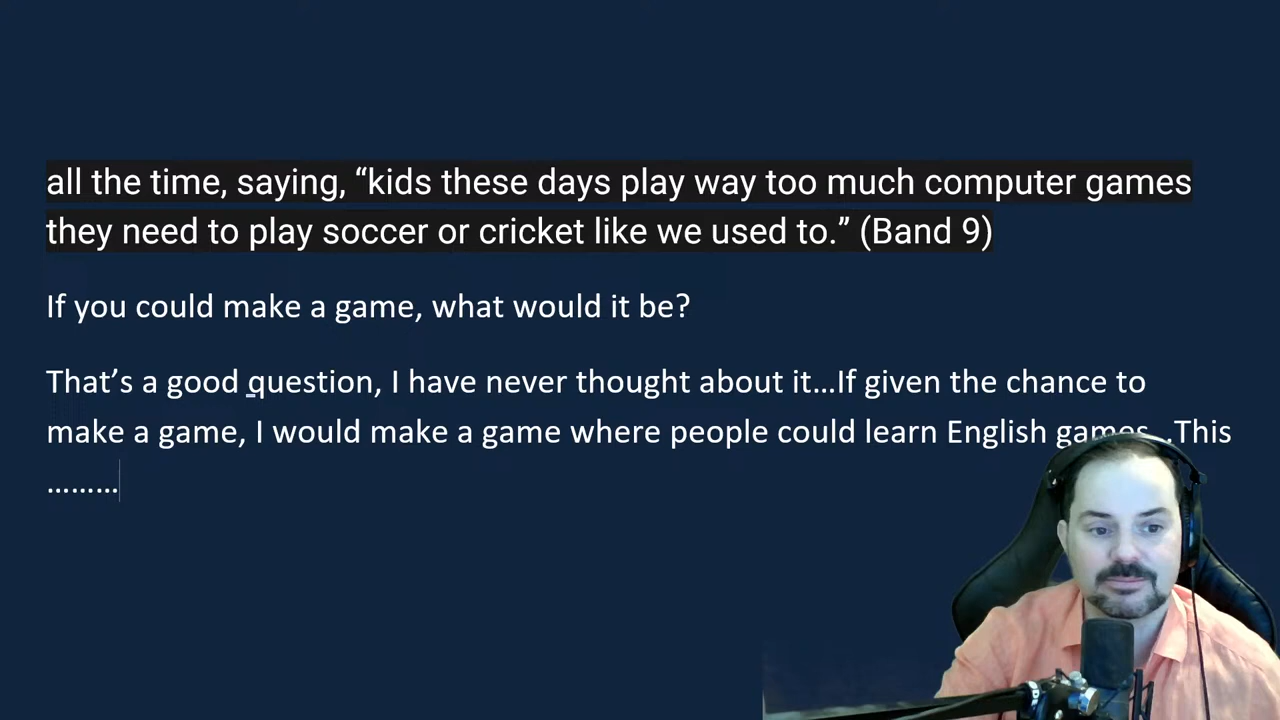 all the time, saying, “kids these days play way too much computer games
they need to play soccer or cricket like we used to.” (Band 9)
If you could make a game, what would it be?
That’s a good question, I have never thought about it…If given the chance to
make a game, I would make a game where people could learn English games…This
………